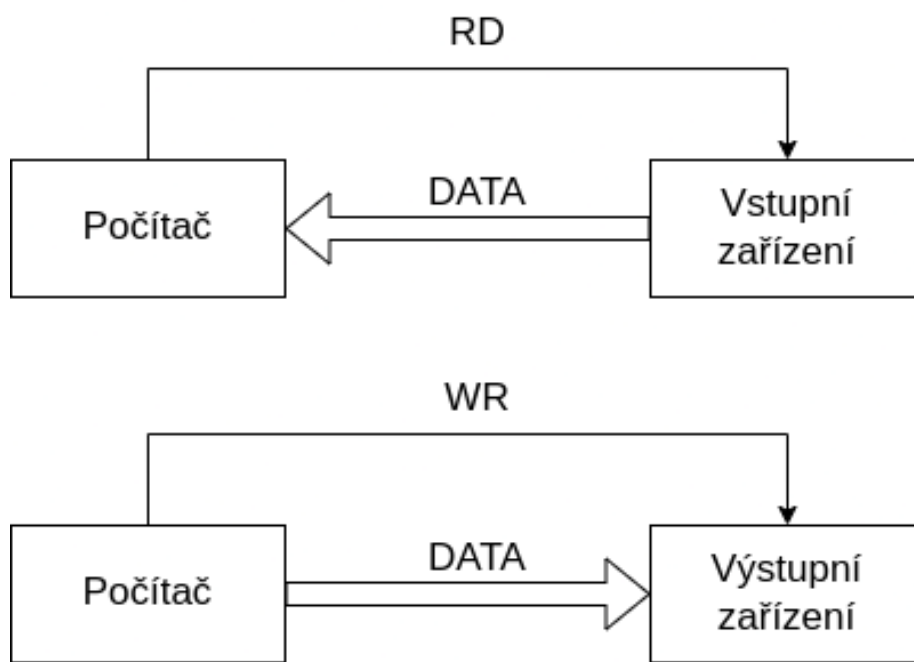 RD
Počítač
DATA
Vstupní
zařízení
WR
Počítač
DATA
Výstupní
zařízení